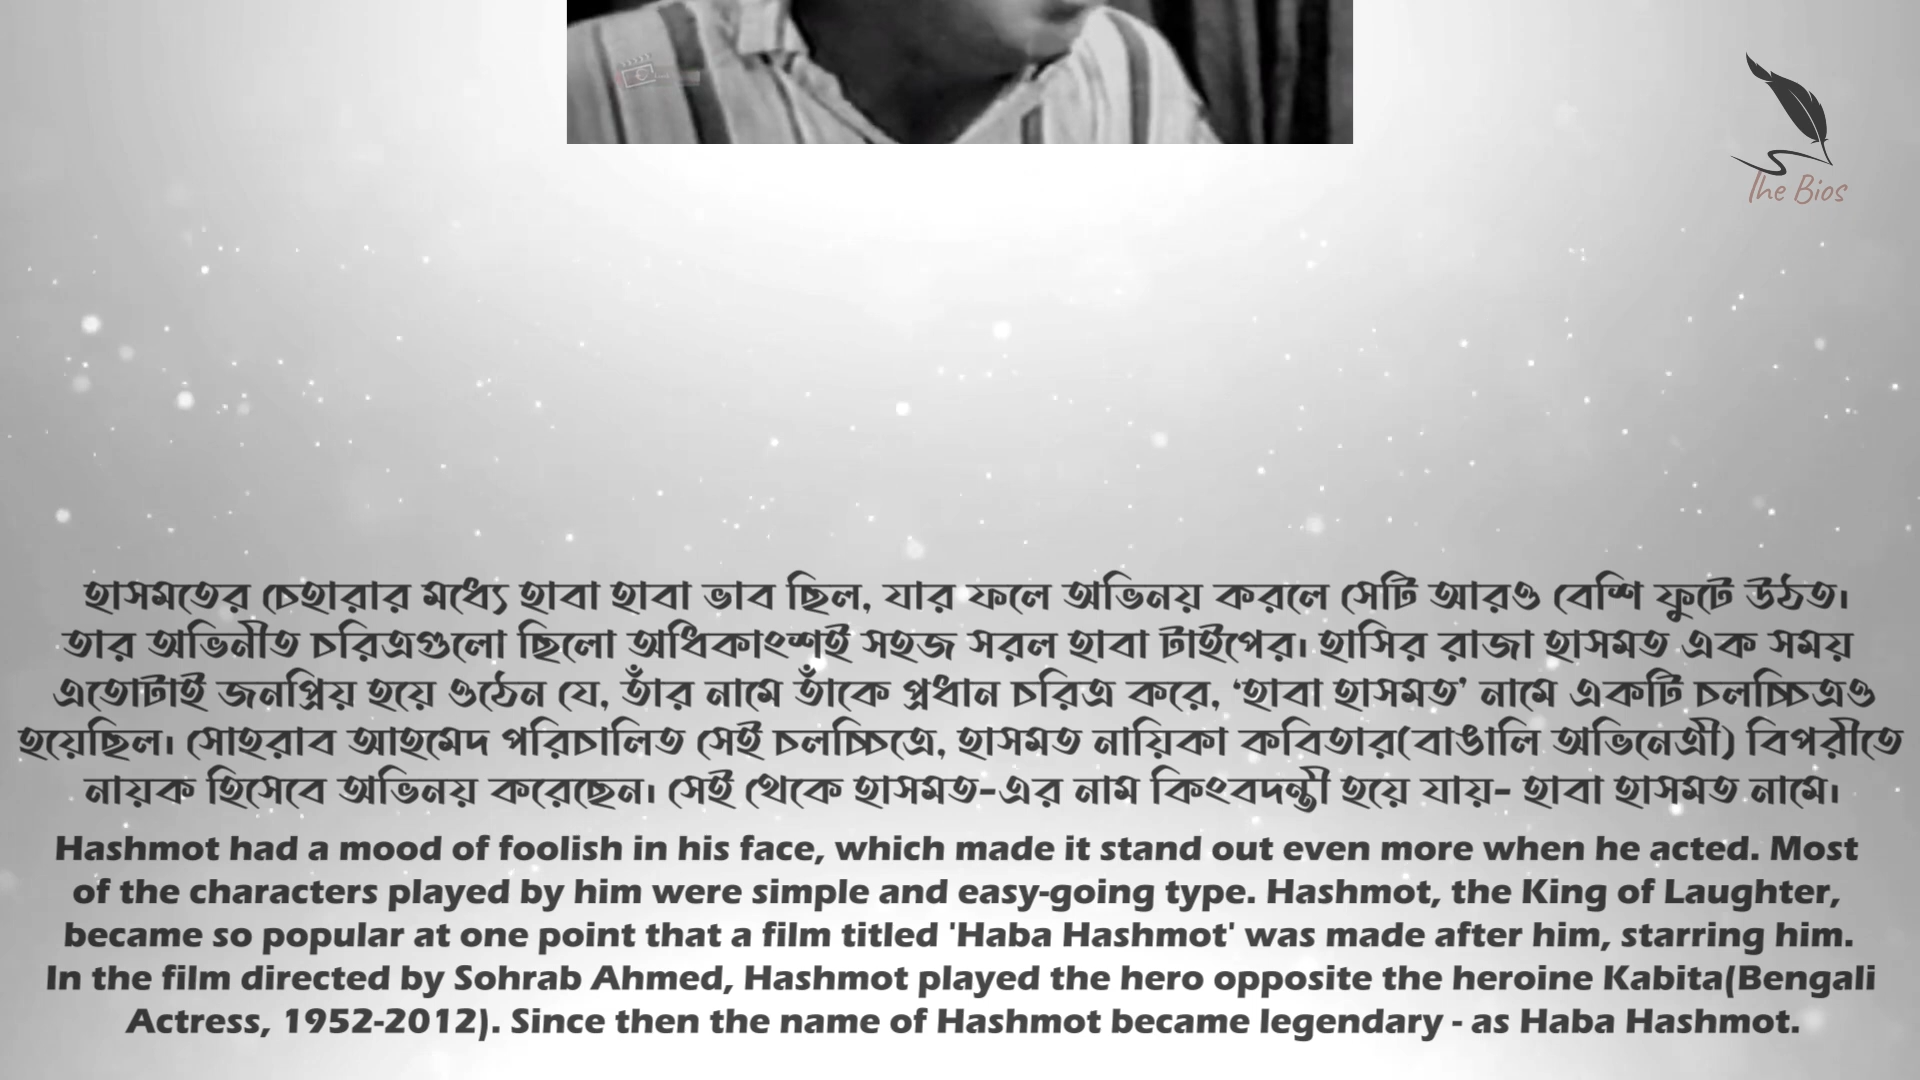 The Bios
হাসমতের চেহারার মধ্যে হাবা হাবা ভাব ছিল, যার ফলে অভিনয় করলে সেটি আরও বেশি ফুটে উঠত।
তার অভিনীত চরিত্রগুলো ছিলো অধিকাংশই সহজ সরল হাবা টাইপের। হাসির রাজা হাসমত এক সময়
এতোটাই জনপ্রিয় হয়ে ওঠেন যে, তাঁর নামে তাঁকে প্রধান চরিত্র করে, ‘হাবা হাসমত’ নামে একটি চলচ্চিত্রও
হয়েছিল। সোহরাব আহমেদ পরিচালিত সেই চলচ্চিত্রে, হাসমত নায়িকা কবিতার(বাঙালি অভিনেত্রী) বিপরীতে
নায়ক হিসেবে অভিনয় করেছেন। সেই থেকে হাসমত-এর নাম কিংবদন্তী হয়ে যায়- হাবা হাসমত নামে।
Hashmot had a mood of foolish in his face, which made it stand out even more when he acted. Most
of the characters played by him were simple and easy-going type. Hashmot, the King of Laughter,
became so popular at one point that a film titled 'Haba Hashmot' was made after him, starring him.
In the film directed by Sohrab Ahmed, Hashmot played the hero opposite the heroine Kabita(Bengali
Actress, 1952-2012). Since then the name of Hashmot became legendary - as Haba Hashmot.